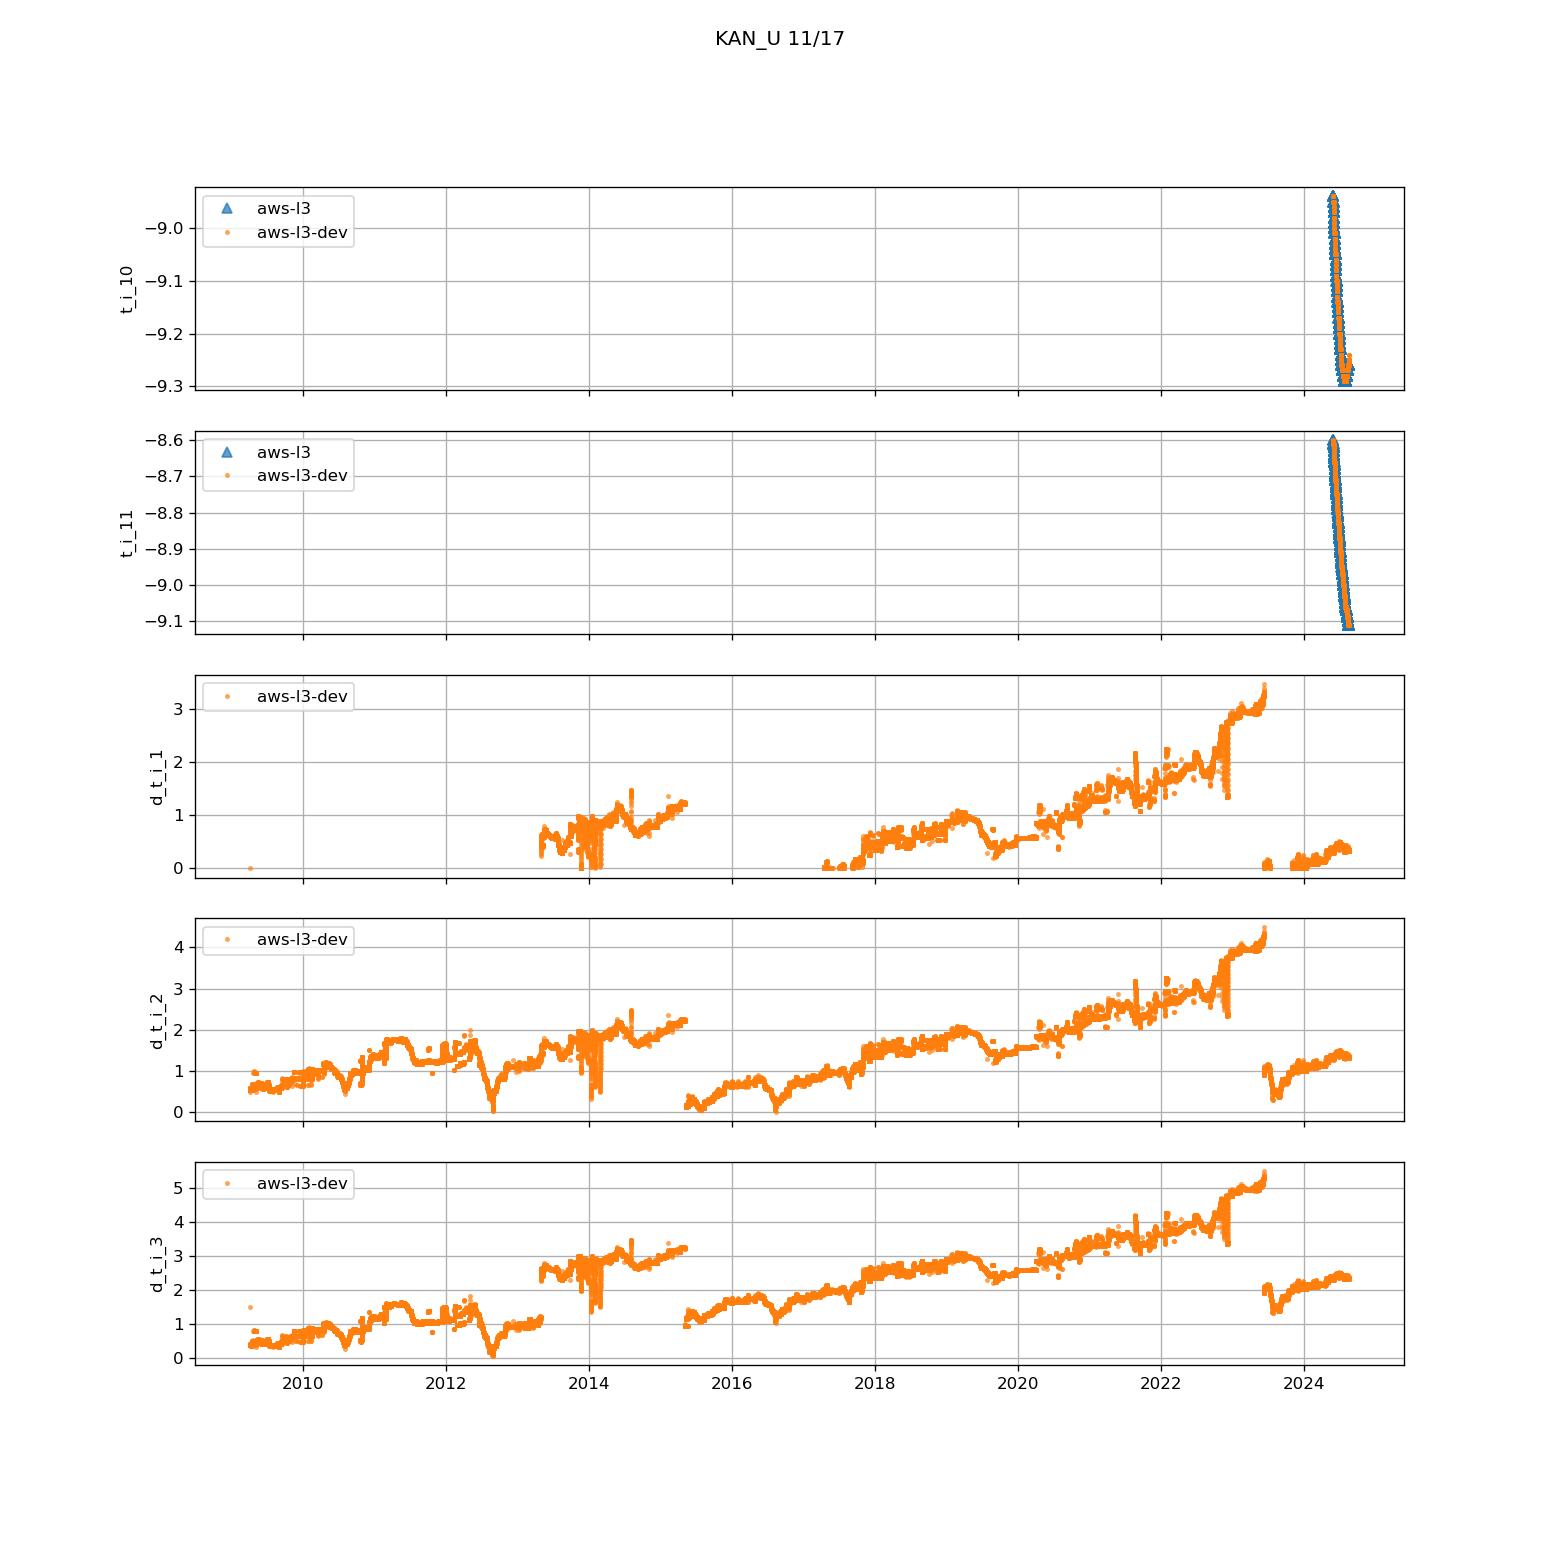 KAN_U 11/17
aws-l3
aws-l3-dev
−9.0
−9.1
−9.2
−9.3
t_i_10
aws-l3
aws-l3-dev
−8.6
−8.7
−8.8
−8.9
−9.0
−9.1
t_i_11
aws-l3-dev
3
2
1
0
d_t_i_1
aws-l3-dev
4
3
2
1
0
d_t_i_2
aws-l3-dev
5
4
3
2
1
0
d_t_i_3
2010 2012 2014 2016 2018 2020 2022 2024